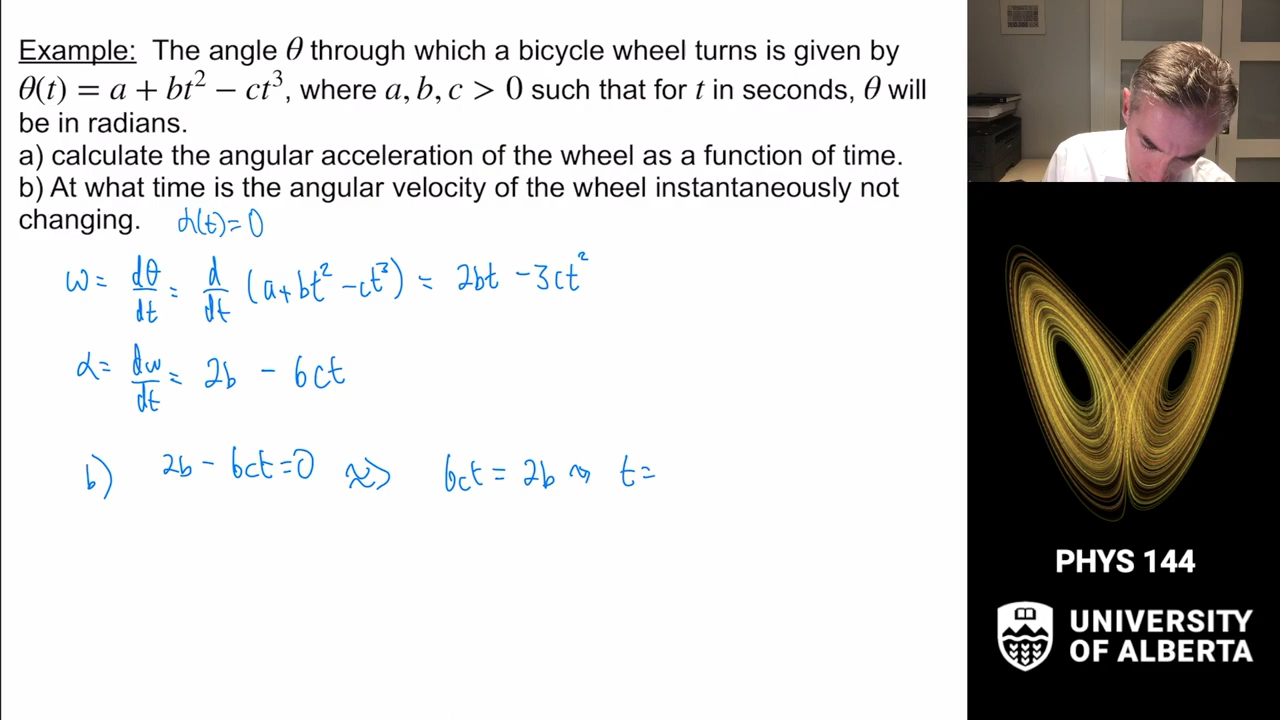 Example: The angle θ through which a bicycle wheel turns is given by
θ(t) = a + bt² − ct³, where a, b, c > 0 such that for t in seconds, θ will
be in radians.
a) calculate the angular acceleration of the wheel as a function of time.
b) At what time is the angular velocity of the wheel instantaneously not
changing. α(t)=0
ω = dθ/dt = d/dt (a+bt² −ct³) = 2bt −3ct²
α = dω/dt = 2b − 6ct
b) 2b − 6ct = 0 ⇝ 6ct = 2b ⇝ t =
PHYS 144
UNIVERSITY
OF ALBERTA